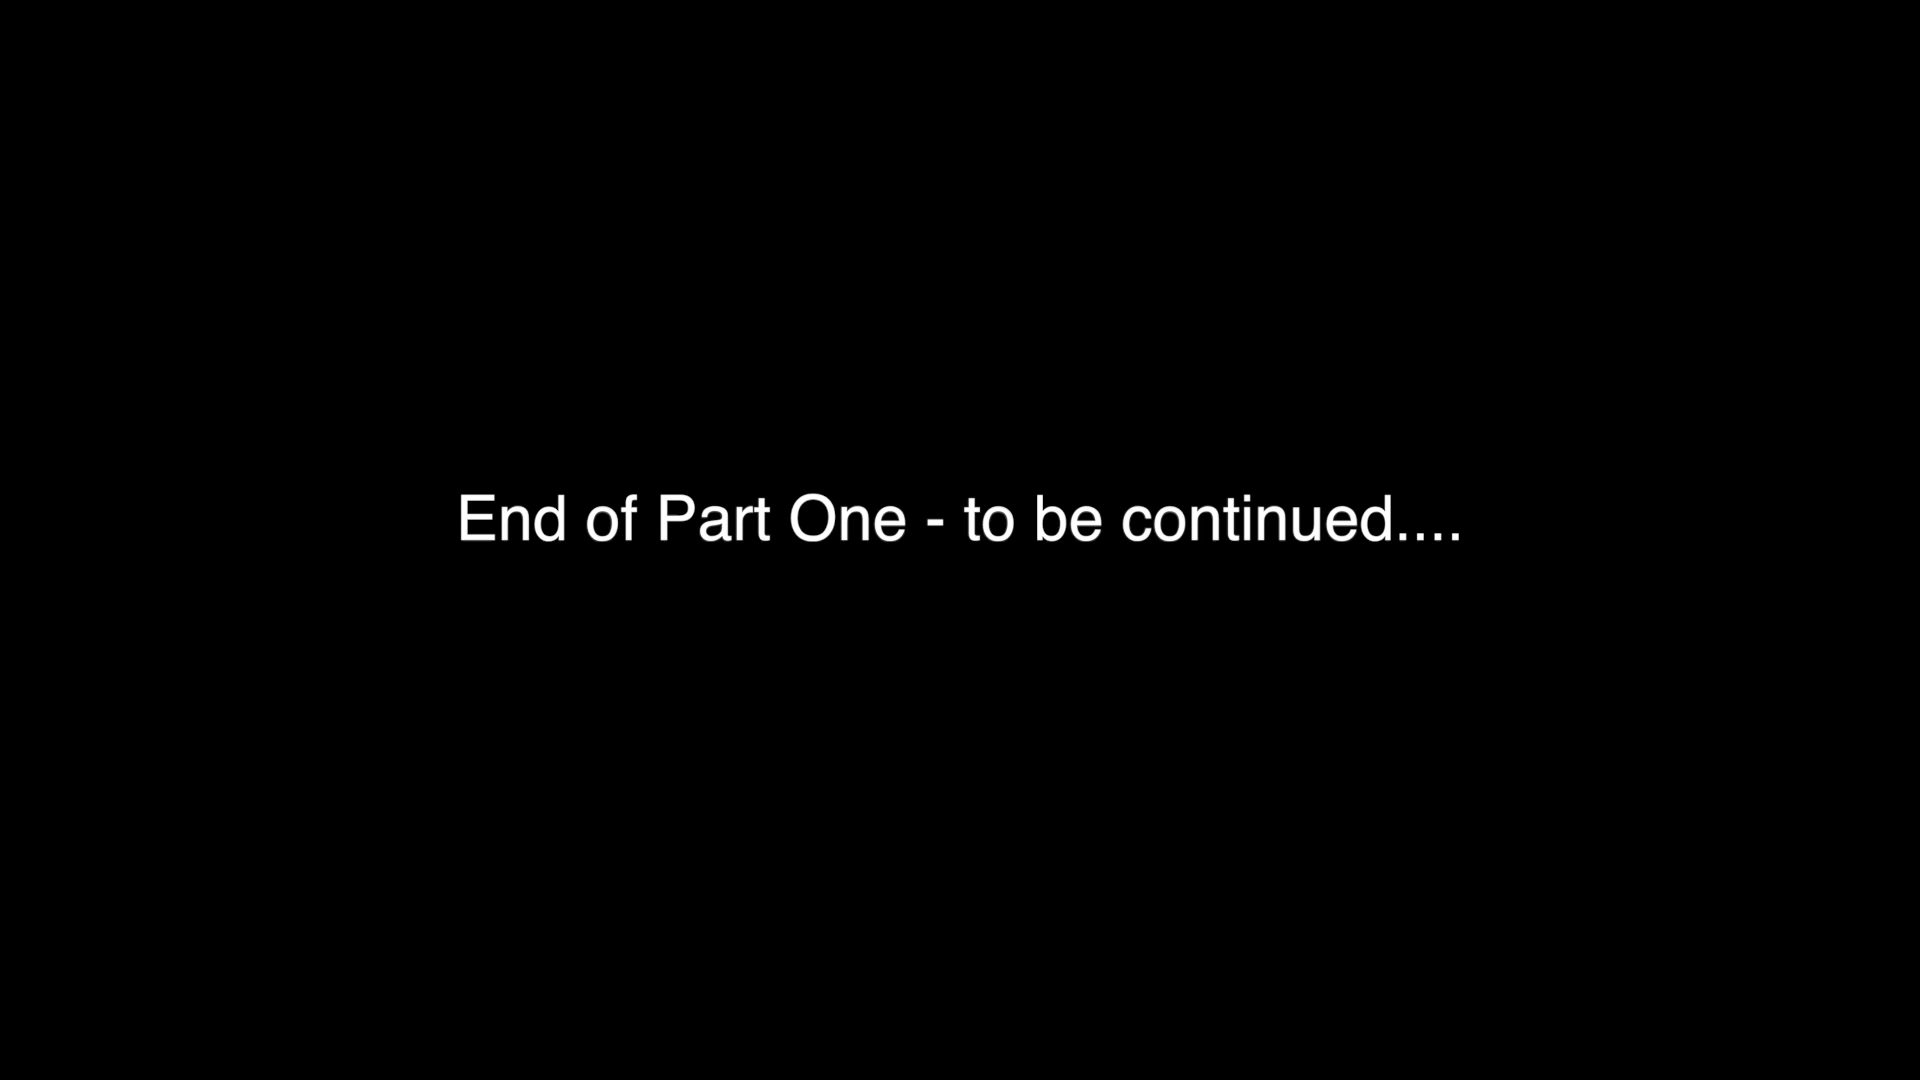 End of Part One - to be continued....